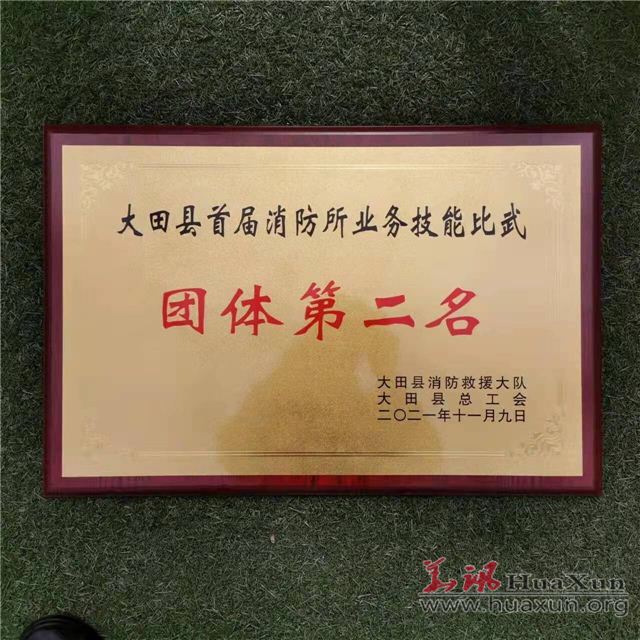 大田县首届消防所业务技能比武
团体第二名
大田县消防救援大队
大田县总工会
二〇二一年十一月九日
华讯 HuaXun
www.huaxun.org